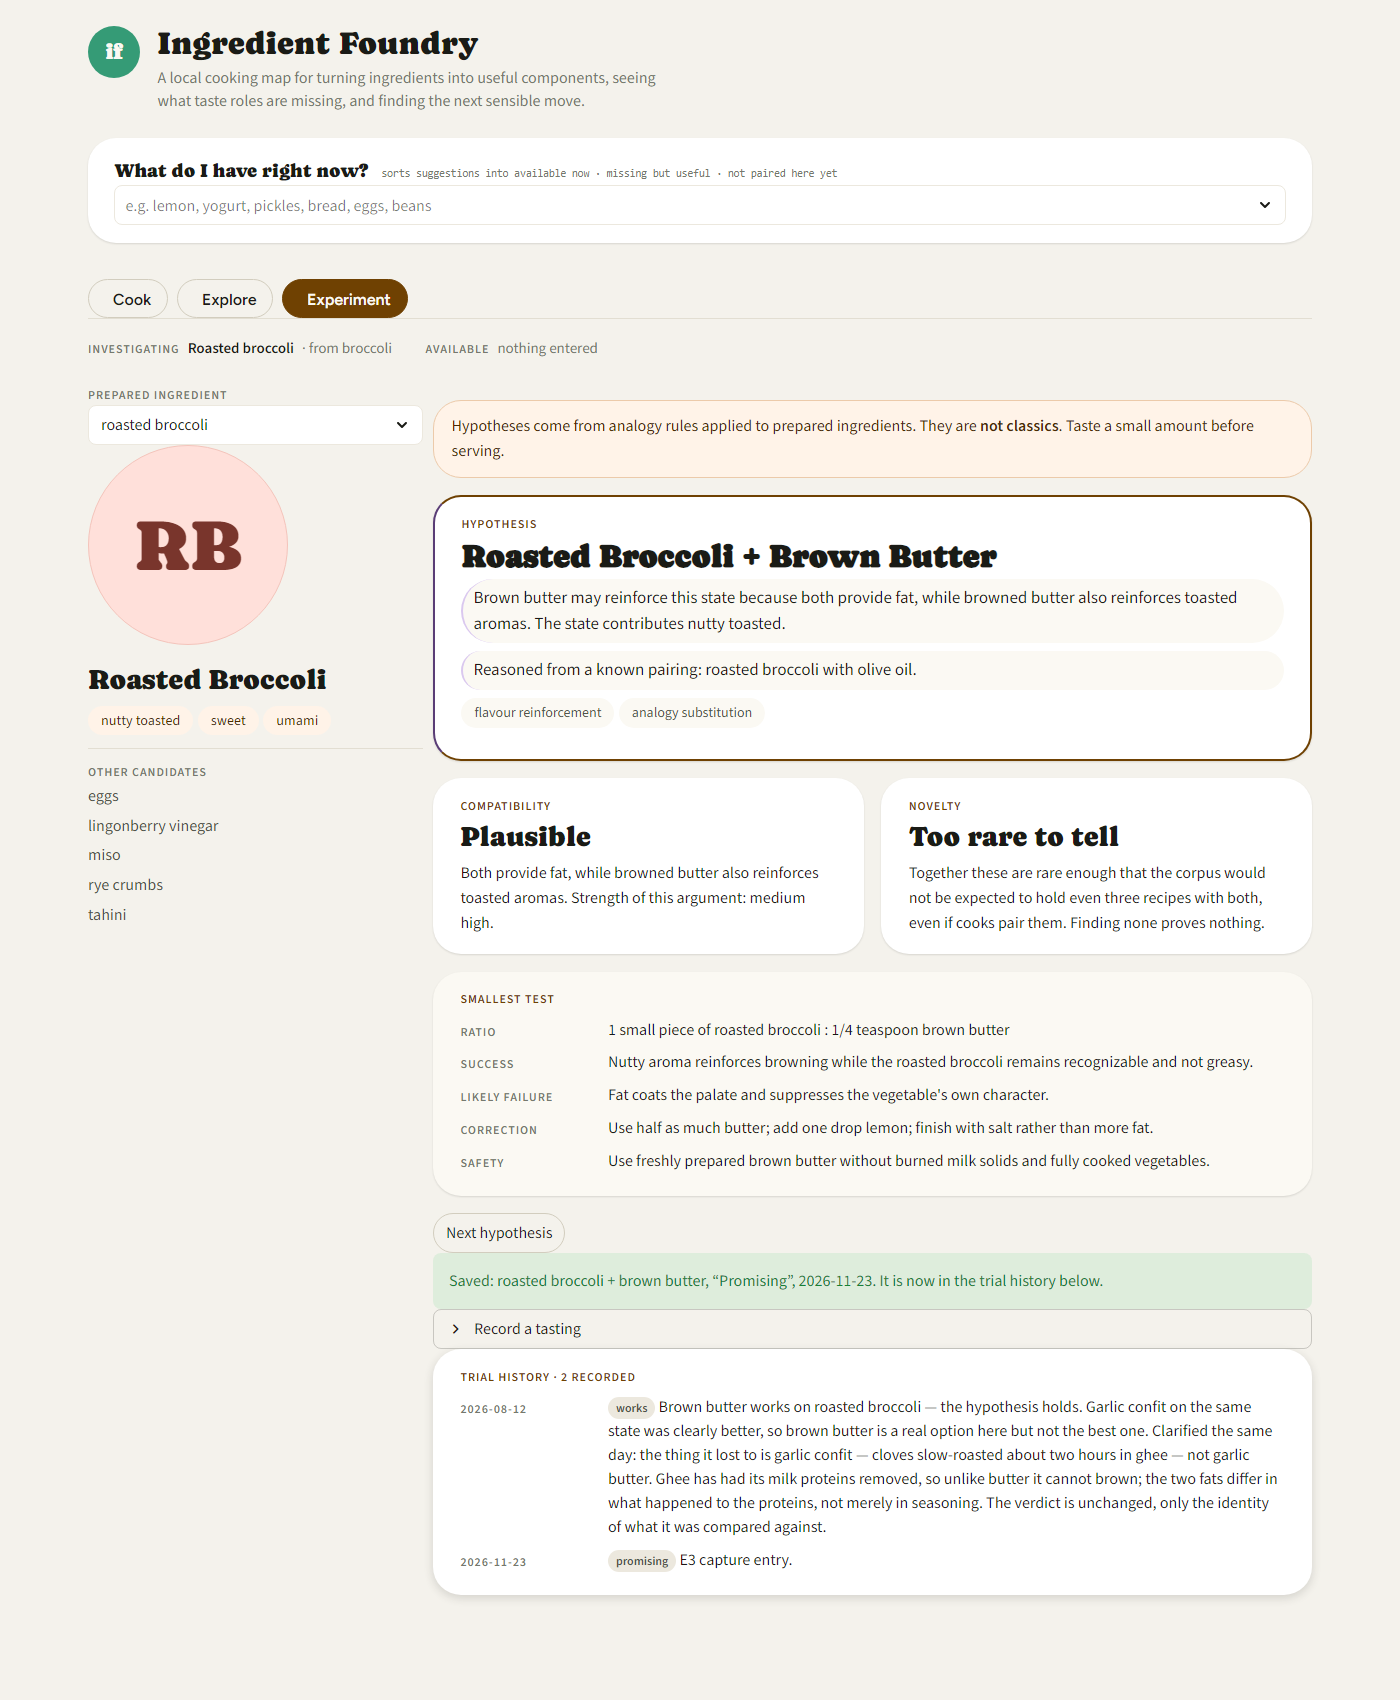 if
Ingredient Foundry
A local cooking map for turning ingredients into useful components, seeing
what taste roles are missing, and finding the next sensible move.
What do I have right now? sorts suggestions into available now · missing but useful · not paired here yet
e.g. lemon, yogurt, pickles, bread, eggs, beans
Cook Explore Experiment
INVESTIGATING Roasted broccoli · from broccoli AVAILABLE nothing entered
PREPARED INGREDIENT
roasted broccoli
RB
Roasted Broccoli
nutty toasted sweet umami
OTHER CANDIDATES
eggs
lingonberry vinegar
miso
rye crumbs
tahini
Hypotheses come from analogy rules applied to prepared ingredients. They are not classics. Taste a small amount before
serving.
HYPOTHESIS
Roasted Broccoli + Brown Butter
Brown butter may reinforce this state because both provide fat, while browned butter also reinforces toasted
aromas. The state contributes nutty toasted.
Reasoned from a known pairing: roasted broccoli with olive oil.
flavour reinforcement analogy substitution
COMPATIBILITY
Plausible
Both provide fat, while browned butter also reinforces
toasted aromas. Strength of this argument: medium
high.
NOVELTY
Too rare to tell
Together these are rare enough that the corpus would
not be expected to hold even three recipes with both,
even if cooks pair them. Finding none proves nothing.
SMALLEST TEST
RATIO 1 small piece of roasted broccoli : 1/4 teaspoon brown butter
SUCCESS Nutty aroma reinforces browning while the roasted broccoli remains recognizable and not greasy.
LIKELY FAILURE Fat coats the palate and suppresses the vegetable's own character.
CORRECTION Use half as much butter; add one drop lemon; finish with salt rather than more fat.
SAFETY Use freshly prepared brown butter without burned milk solids and fully cooked vegetables.
Next hypothesis
Saved: roasted broccoli + brown butter, “Promising”, 2026-11-23. It is now in the trial history below.
Record a tasting
TRIAL HISTORY · 2 RECORDED
2026-08-12 works Brown butter works on roasted broccoli — the hypothesis holds. Garlic confit on the same
state was clearly better, so brown butter is a real option here but not the best one. Clarified the same
day: the thing it lost to is garlic confit — cloves slow-roasted about two hours in ghee — not garlic
butter. Ghee has had its milk proteins removed, so unlike butter it cannot brown; the two fats differ in
what happened to the proteins, not merely in seasoning. The verdict is unchanged, only the identity
of what it was compared against.
2026-11-23 promising E3 capture entry.